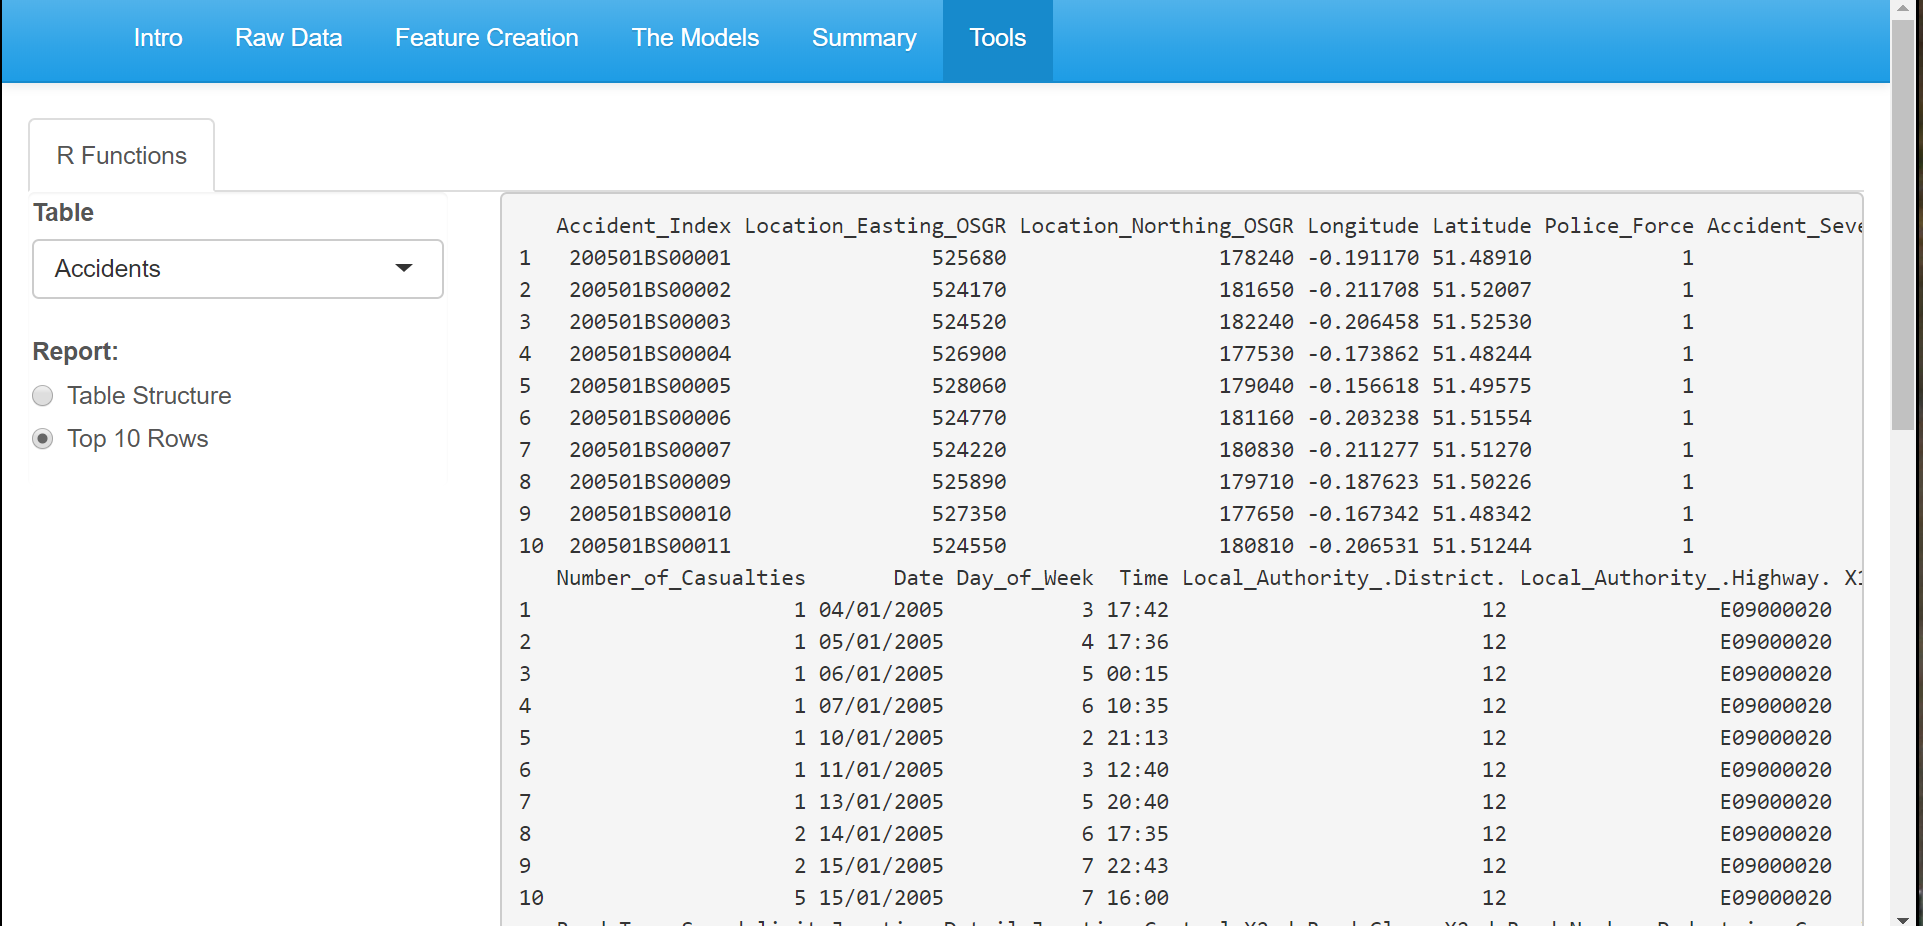 Intro Raw Data Feature Creation The Models Summary Tools
R Functions
Table
Accidents
Report:
Table Structure
Top 10 Rows
Accident_Index Location_Easting_OSGR Location_Northing_OSGR Longitude Latitude Police_Force Accident_Seve
1 200501BS00001 525680 178240 -0.191170 51.48910 1
2 200501BS00002 524170 181650 -0.211708 51.52007 1
3 200501BS00003 524520 182240 -0.206458 51.52530 1
4 200501BS00004 526900 177530 -0.173862 51.48244 1
5 200501BS00005 528060 179040 -0.156618 51.49575 1
6 200501BS00006 524770 181160 -0.203238 51.51554 1
7 200501BS00007 524220 180830 -0.211277 51.51270 1
8 200501BS00009 525890 179710 -0.187623 51.50226 1
9 200501BS00010 527350 177650 -0.167342 51.48342 1
10 200501BS00011 524550 180810 -0.206531 51.51244 1
Number_of_Casualties Date Day_of_Week Time Local_Authority_.District. Local_Authority_.Highway. X1
1 1 04/01/2005 3 17:42 12 E09000020
2 1 05/01/2005 4 17:36 12 E09000020
3 1 06/01/2005 5 00:15 12 E09000020
4 1 07/01/2005 6 10:35 12 E09000020
5 1 10/01/2005 2 21:13 12 E09000020
6 1 11/01/2005 3 12:40 12 E09000020
7 1 13/01/2005 5 20:40 12 E09000020
8 2 14/01/2005 6 17:35 12 E09000020
9 2 15/01/2005 7 22:43 12 E09000020
10 5 15/01/2005 7 16:00 12 E09000020